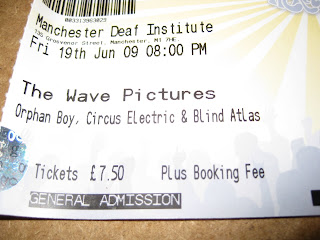 003313963025
Manchester Deaf Institute
135 Grosvenor Street, Manchester, M1 7HE.
Fri 19th Jun 09 08:00 PM
The Wave Pictures
Orphan Boy, Circus Electric & Blind Atlas
Tickets £7.50 Plus Booking Fee
GENERAL ADMISSION